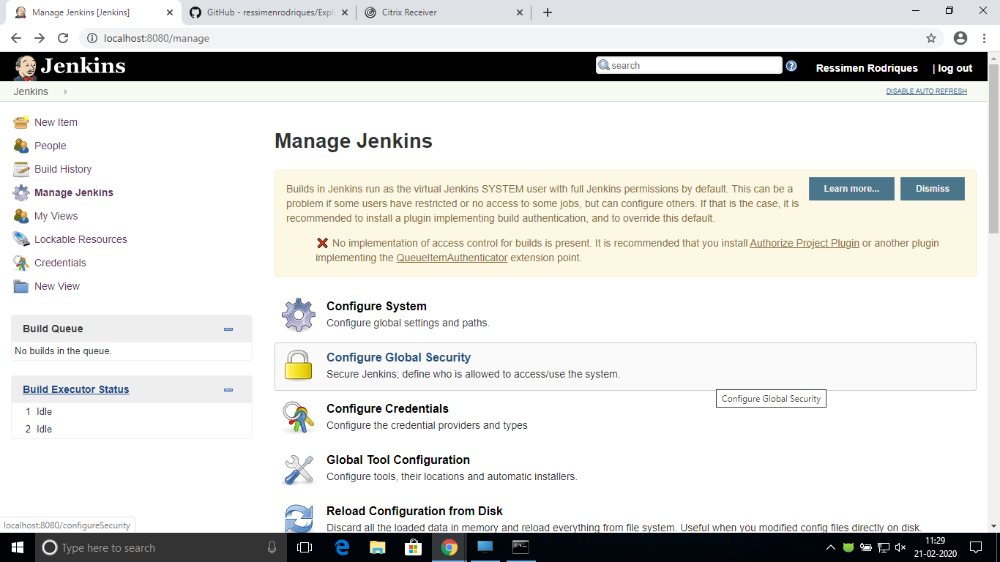 Manage Jenkins [Jenkins]
GitHub - ressimenrodriques/Expl
Citrix Receiver
localhost:8080/manage
Jenkins
search
Ressimen Rodriques
| log out
Jenkins
DISABLE AUTO REFRESH
New Item
People
Build History
Manage Jenkins
My Views
Lockable Resources
Credentials
New View
Build Queue
No builds in the queue.
Build Executor Status
1 Idle
2 Idle
Manage Jenkins
Builds in Jenkins run as the virtual Jenkins SYSTEM user with full Jenkins permissions by default. This can be a
problem if some users have restricted or no access to some jobs, but can configure others. If that is the case, it is
recommended to install a plugin implementing build authentication, and to override this default.
Learn more...
Dismiss
No implementation of access control for builds is present. It is recommended that you install Authorize Project Plugin or another plugin
implementing the QueueItemAuthenticator extension point.
Configure System
Configure global settings and paths.
Configure Global Security
Secure Jenkins; define who is allowed to access/use the system.
Configure Global Security
Configure Credentials
Configure the credential providers and types
Global Tool Configuration
Configure tools, their locations and automatic installers.
Reload Configuration from Disk
Discard all the loaded data in memory and reload everything from file system. Useful when you modified config files directly on disk.
localhost:8080/configureSecurity
Type here to search
11:29
21-02-2020